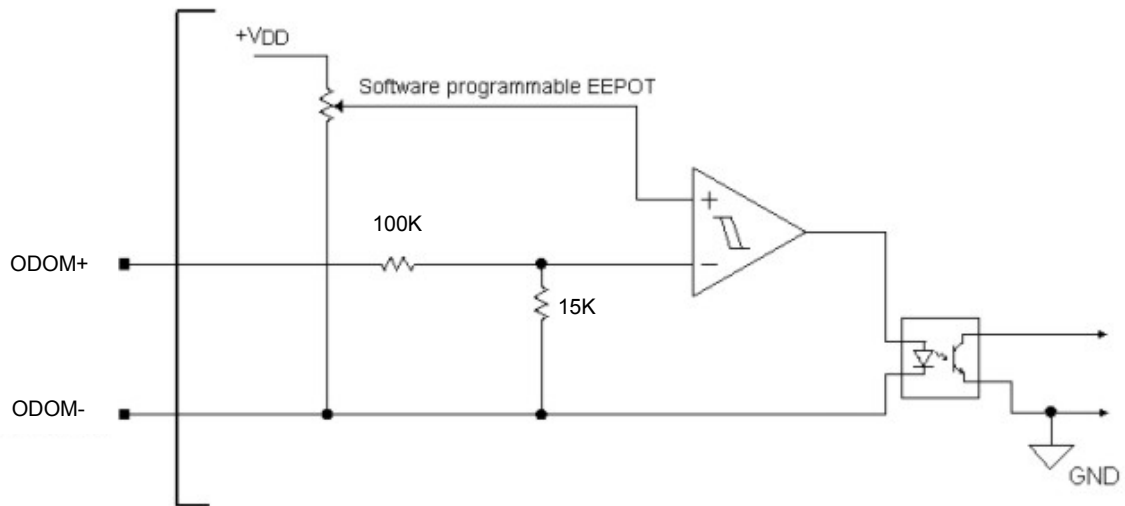 +VDD
Software programmable EEPOT
100K
+
ODOM+
−
15K
ODOM-
GND